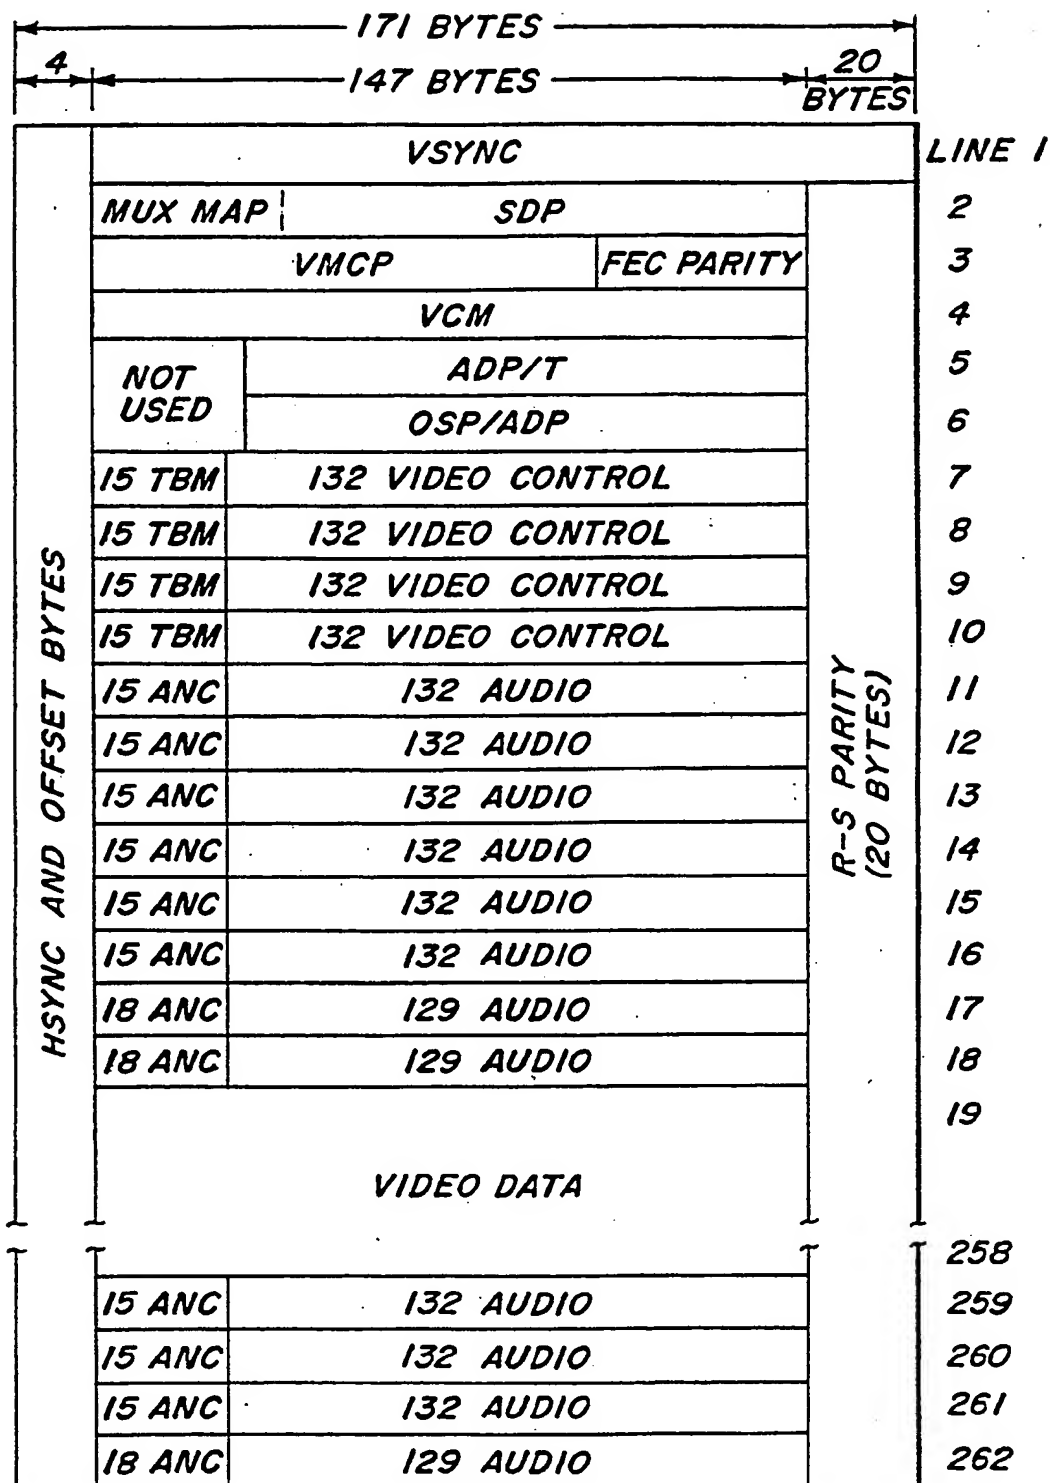 171 BYTES
4
147 BYTES
20
BYTES
VSYNC
LINE 1
MUX MAP
SDP
2
VMCP
FEC PARITY
3
VCM
4
NOT
USED
ADP/T
5
OSP/ADP
6
15 TBM
132 VIDEO CONTROL
7
15 TBM
132 VIDEO CONTROL
8
15 TBM
132 VIDEO CONTROL
9
15 TBM
132 VIDEO CONTROL
10
15 ANC
132 AUDIO
11
15 ANC
132 AUDIO
12
15 ANC
132 AUDIO
13
15 ANC
132 AUDIO
14
15 ANC
132 AUDIO
15
15 ANC
132 AUDIO
16
18 ANC
129 AUDIO
17
18 ANC
129 AUDIO
18
19
VIDEO DATA
258
15 ANC
132 AUDIO
259
15 ANC
132 AUDIO
260
15 ANC
132 AUDIO
261
18 ANC
129 AUDIO
262
HSYNC AND OFFSET BYTES
R-S PARITY
(20 BYTES)